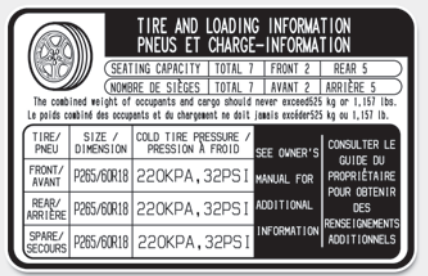 TIRE AND LOADING INFORMATION
PNEUS ET CHARGE-INFORMATION
SEATING CAPACITY TOTAL 7 FRONT 2 REAR 5
NOMBRE DE SIÈGES TOTAL 7 AVANT 2 ARRIÈRE 5
The combined weight of occupants and cargo should never exceed525 kg or 1,157 lbs.
Le poids combiné des occupants et du chargement ne doit jamais excéder525 kg ou 1,157 lb.
TIRE/ PNEU
SIZE / DIMENSION
COLD TIRE PRESSURE / PRESSION À FROID
FRONT/ AVANT P265/60R18 220KPA,32PSI
REAR/ ARRIÈRE P265/60R18 220KPA,32PSI
SPARE/ SECOURS P265/60R18 220KPA,32PSI
SEE OWNER'S
MANUAL FOR
ADDITIONAL
INFORMATION
CONSULTER LE
GUIDE DU
PROPRIÉTAIRE
POUR OBTENIR
DES
RENSEIGNEMENTS
ADDITIONNELS